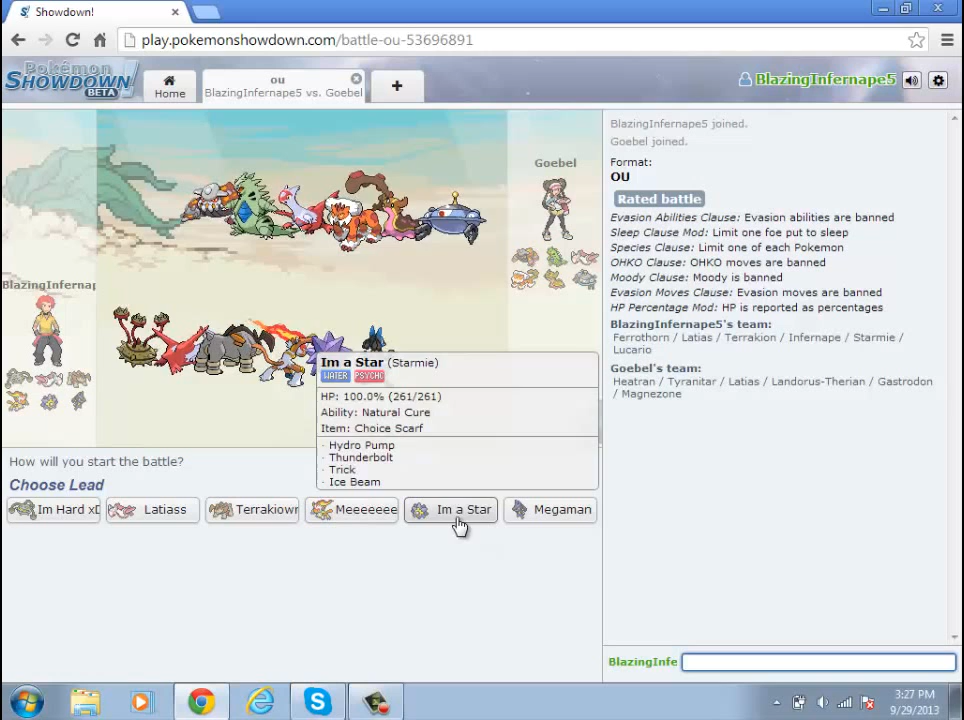 Showdown!
play.pokemonshowdown.com/battle-ou-53696891
Pokémon
SHOWDOWN
BETA
Home
ou
BlazingInfernape5 vs. Goebel
+
BlazingInfernape5
BlazingInfernap
Goebel
Im a Star (Starmie)
WATER PSYCHC
HP: 100.0% (261/261)
Ability: Natural Cure
Item: Choice Scarf
· Hydro Pump
· Thunderbolt
· Trick
· Ice Beam
How will you start the battle?
Choose Lead
Im Hard xD
Latiass
Terrakiowr
Meeeeeee
Im a Star
Megaman
BlazingInfernape5 joined.
Goebel joined.
Format:
OU
Rated battle
Evasion Abilities Clause: Evasion abilities are banned
Sleep Clause Mod: Limit one foe put to sleep
Species Clause: Limit one of each Pokemon
OHKO Clause: OHKO moves are banned
Moody Clause: Moody is banned
Evasion Moves Clause: Evasion moves are banned
HP Percentage Mod: HP is reported as percentages
BlazingInfernape5's team:
Ferrothorn / Latias / Terrakion / Infernape / Starmie /
Lucario
Goebel's team:
Heatran / Tyranitar / Latias / Landorus-Therian / Gastrodon
/ Magnezone
BlazingInfe
3:27 PM
9/29/2013